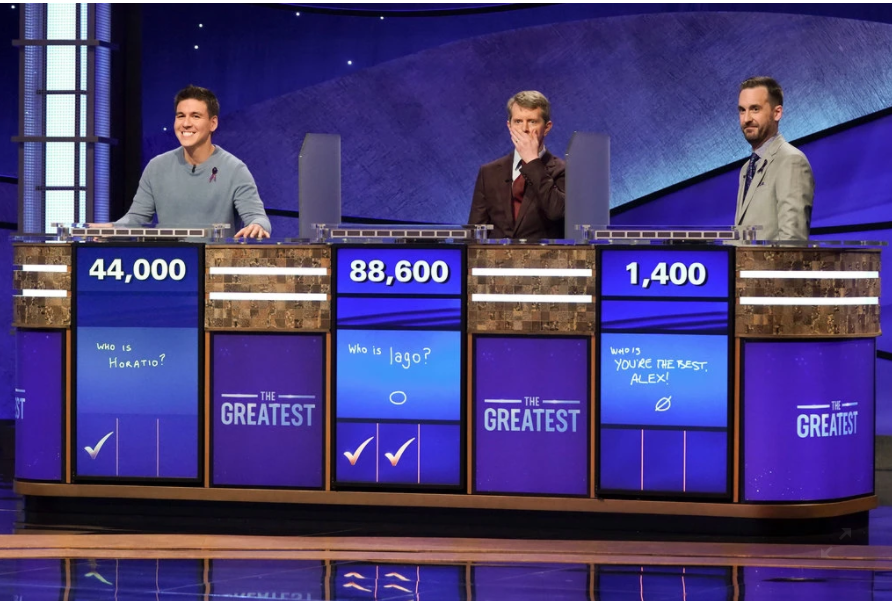 44,000
88,600
1,400
WHO IS
HORATIO?
Who is Iago?
O
WHO IS
YOU'RE THE BEST,
ALEX!
Ø
THE
GREATEST
THE
GREATEST
THE
GREATEST
ST